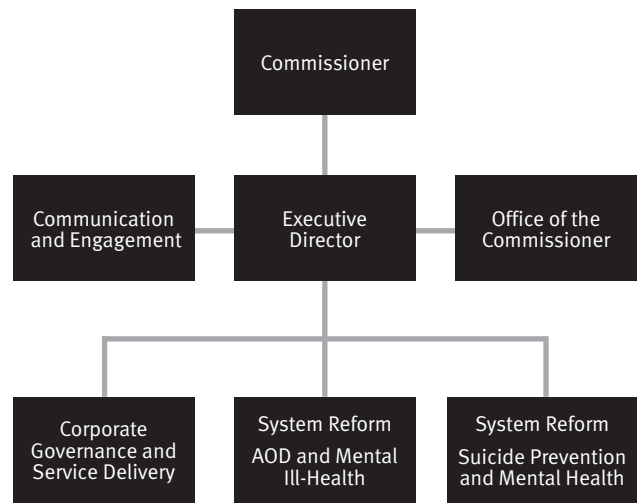 Commissioner
Communication
and Engagement
Executive
Director
Office of the
Commissioner
Corporate
Governance and
Service Delivery
System Reform
AOD and Mental
Ill-Health
System Reform
Suicide Prevention
and Mental Health